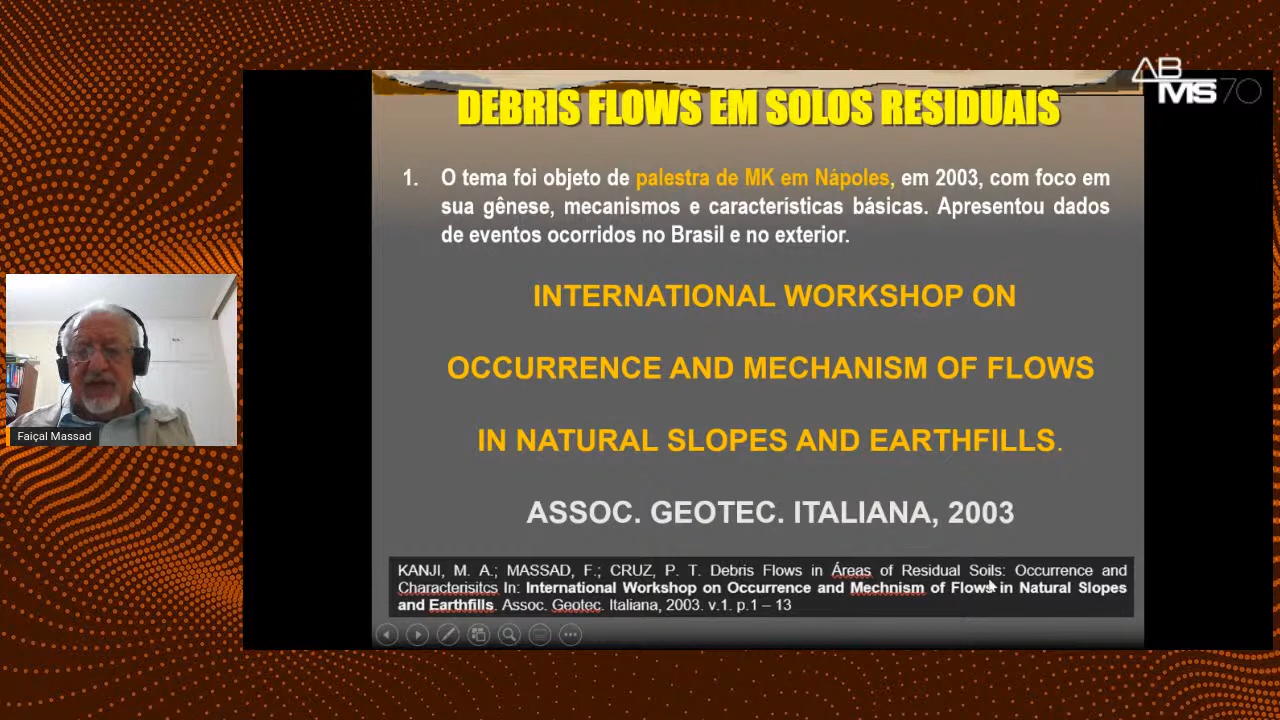 AB
MS70
DEBRIS FLOWS EM SOLOS RESIDUAIS
1. O tema foi objeto de palestra de MK em Nápoles, em 2003, com foco em
sua gênese, mecanismos e características básicas. Apresentou dados
de eventos ocorridos no Brasil e no exterior.
INTERNATIONAL WORKSHOP ON
OCCURRENCE AND MECHANISM OF FLOWS
IN NATURAL SLOPES AND EARTHFILLS.
ASSOC. GEOTEC. ITALIANA, 2003
Faiçal Massad
KANJI, M. A.; MASSAD, F.; CRUZ, P. T. Debris Flows in Áreas of Residual Soils: Occurrence and
Characterisitcs In: International Workshop on Occurrence and Mechnism of Flows in Natural Slopes
and Earthfills. Assoc. Geotec. Italiana, 2003. v.1. p.1 – 13